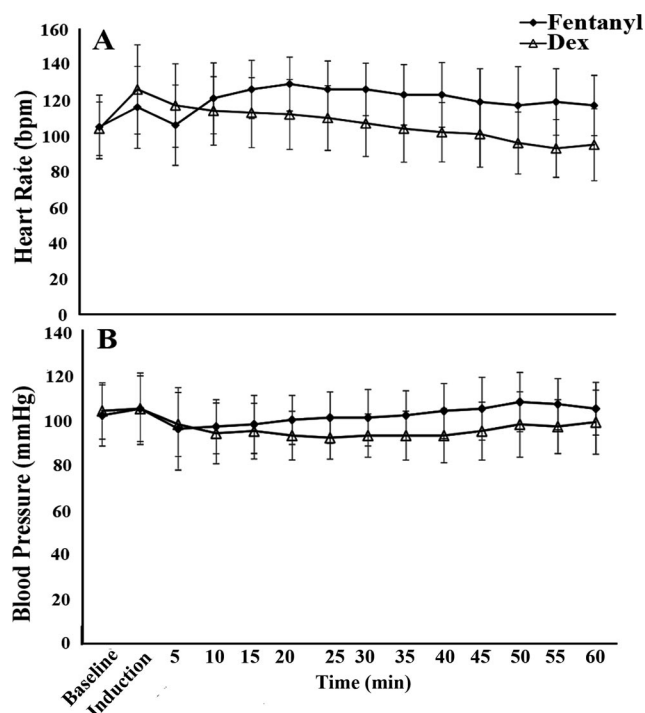 Fentanyl
Dex
A
Heart Rate (bpm)
160
140
120
100
80
60
40
20
0
B
Blood Pressure (mmHg)
140
120
100
80
60
40
20
0
Baseline Induction 5 10 15 20 25 30 35 40 45 50 55 60
Time (min)